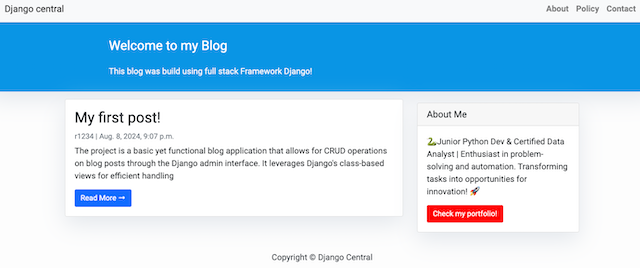 Django central
About Policy Contact
Welcome to my Blog
This blog was build using full stack Framework Django!
My first post!
r1234 | Aug. 8, 2024, 9:07 p.m.
The project is a basic yet functional blog application that allows for CRUD operations
on blog posts through the Django admin interface. It leverages Django's class-based
views for efficient handling
Read More →
About Me
🐍Junior Python Dev & Certified Data
Analyst | Enthusiast in problem-
solving and automation. Transforming
tasks into opportunities for
innovation! 🚀
Check my portfolio!
Copyright © Django Central